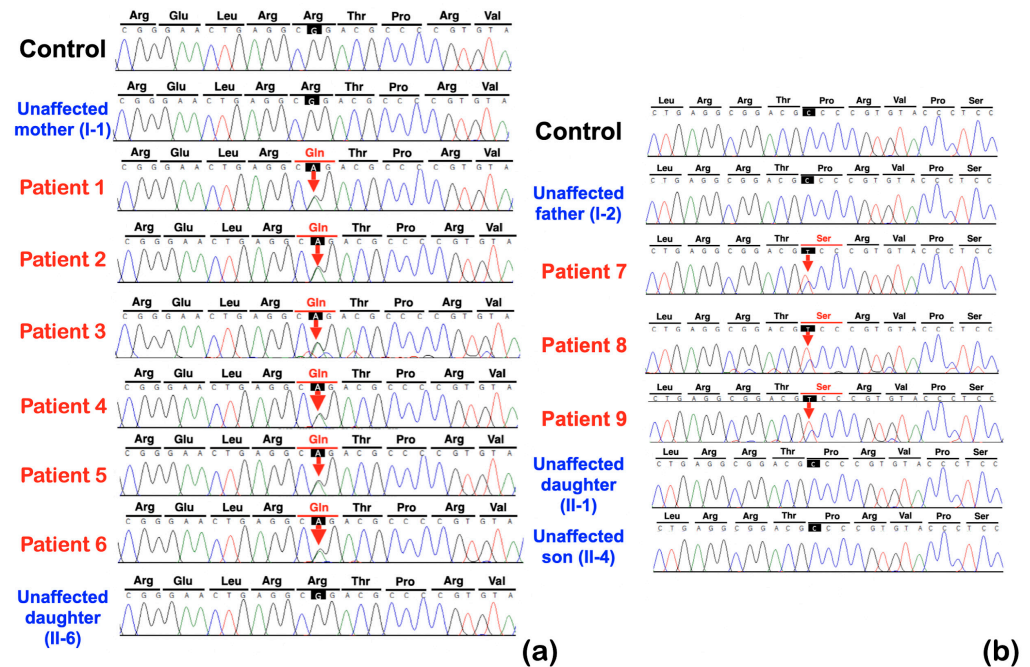 Arg Glu Leu Arg Arg Thr Pro Arg Val
C G G G A A C T G A G G C G G A C G C C C C G T G T A
Control
Arg Glu Leu Arg Arg Thr Pro Arg Val
C G G G A A C T G A G G C G G A C G C C C C G T G T A
Unaffected
mother (I-1)
Arg Glu Leu Arg Gln Thr Pro Arg Val
C G G G A A C T G A G G C A G A C G C C C C G T G T A
Patient 1
Arg Glu Leu Arg Gln Thr Pro Arg Val
C G G G A A C T G A G G C A G A C G C C C C G T G T A
Patient 2
Arg Glu Leu Arg Gln Thr Pro Arg Val
C G G G A A C T G A G G C A G A C G C C C C G T G T A
Patient 3
Arg Glu Leu Arg Gln Thr Pro Arg Val
C G G G A A C T G A G G C A G A C G C C C C G T G T A
Patient 4
Arg Glu Leu Arg Gln Thr Pro Arg Val
C G G G A A C T G A G G C A G A C G C C C C G T G T A
Patient 5
Arg Glu Leu Arg Gln Thr Pro Arg Val
C G G G A A C T G A G G C A G A C G C C C C G T G T A
Patient 6
Arg Glu Leu Arg Arg Thr Pro Arg Val
C G G G A A C T G A G G C G G A C G C C C C G T G T A
Unaffected
daughter
(II-6)
(a)
Leu Arg Arg Thr Pro Arg Val Pro Ser
C T G A G G C G G A C G C C C C G T G T A C C C T C C
Control
Leu Arg Arg Thr Pro Arg Val Pro Ser
C T G A G G C G G A C G C C C C G T G T A C C C T C C
Unaffected
father (I-2)
Leu Arg Arg Thr Ser Arg Val Pro Ser
C T G A G G C G G A C G T C C C G T G T A C C C T C C
Patient 7
Leu Arg Arg Thr Ser Arg Val Pro Ser
C T G A G G C G G A C G T C C C G T G T A C C C T C C
Patient 8
Leu Arg Arg Thr Ser Arg Val Pro Ser
C T G A G G C G G A C G T C C C G T G T A C C C T C C
Patient 9
Leu Arg Arg Thr Pro Arg Val Pro Ser
C T G A G G C G G A C G C C C C G T G T A C C C T C C
Unaffected
daughter
(II-1)
Leu Arg Arg Thr Pro Arg Val Pro Ser
C T G A G G C G G A C G C C C C G T G T A C C C T C C
Unaffected
son (II-4)
(b)